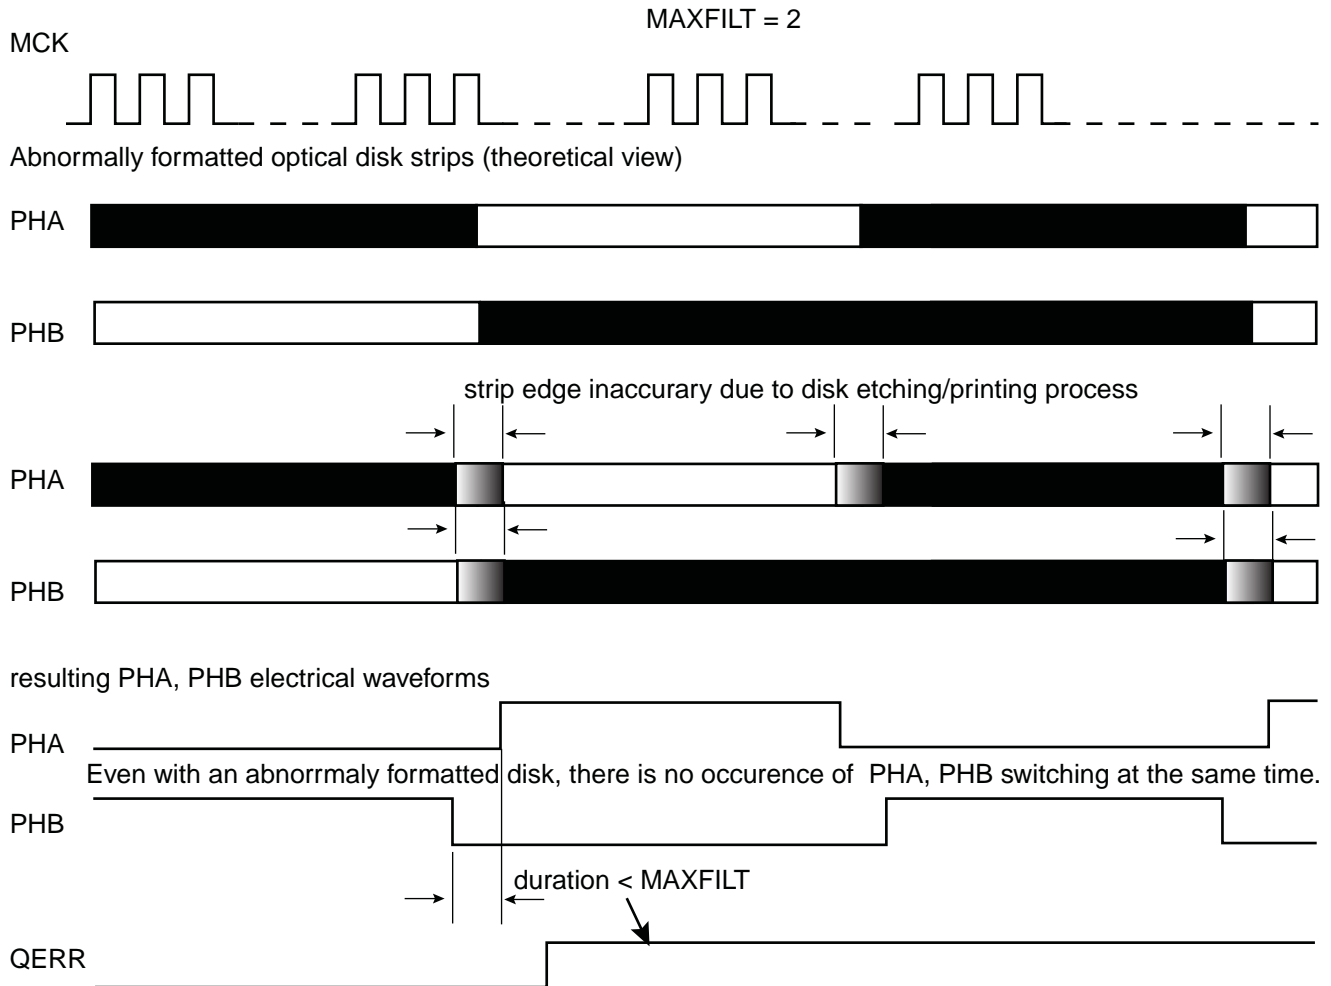 MAXFILT = 2
MCK
Abnormally formatted optical disk strips (theoretical view)
PHA
PHB
strip edge inaccurary due to disk etching/printing process
PHA
PHB
resulting PHA, PHB electrical waveforms
PHA
Even with an abnorrmaly formatted disk, there is no occurence of PHA, PHB switching at the same time.
PHB
duration < MAXFILT
QERR